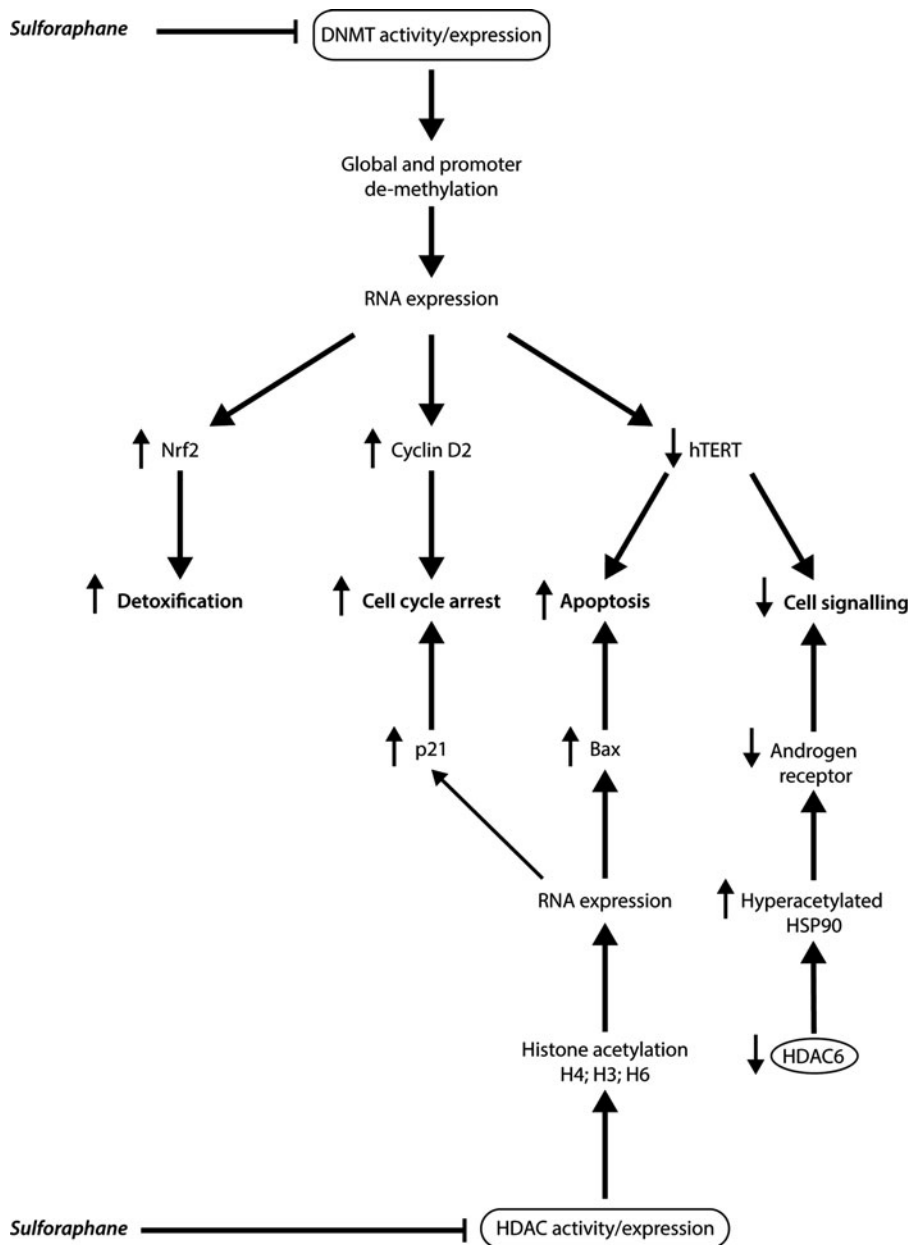 Sulforaphane
DNMT activity/expression
Global and promoter
de-methylation
RNA expression
Nrf2
Cyclin D2
hTERT
Detoxification
Cell cycle arrest
Apoptosis
Cell signalling
p21
Bax
Androgen
receptor
RNA expression
Hyperacetylated
HSP90
Histone acetylation
H4; H3; H6
HDAC6
Sulforaphane
HDAC activity/expression